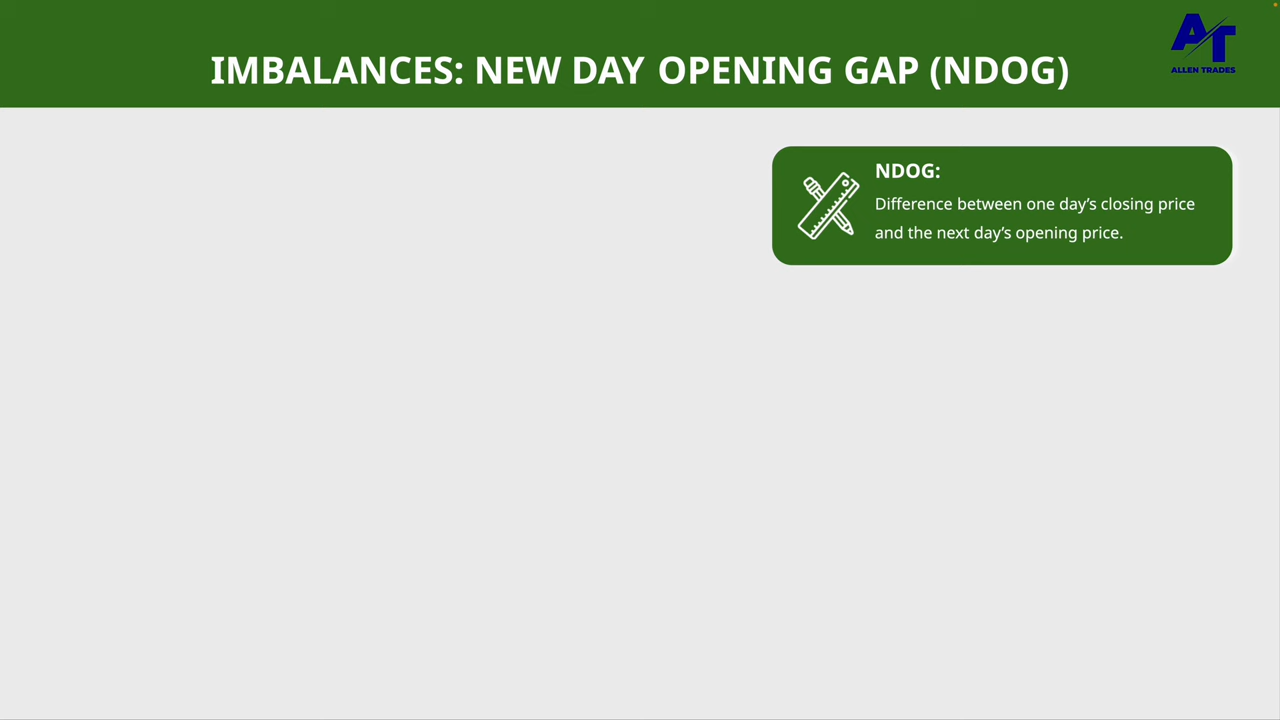 IMBALANCES: NEW DAY OPENING GAP (NDOG)
AT
ALLEN TRADES
NDOG:
Difference between one day’s closing price
and the next day’s opening price.